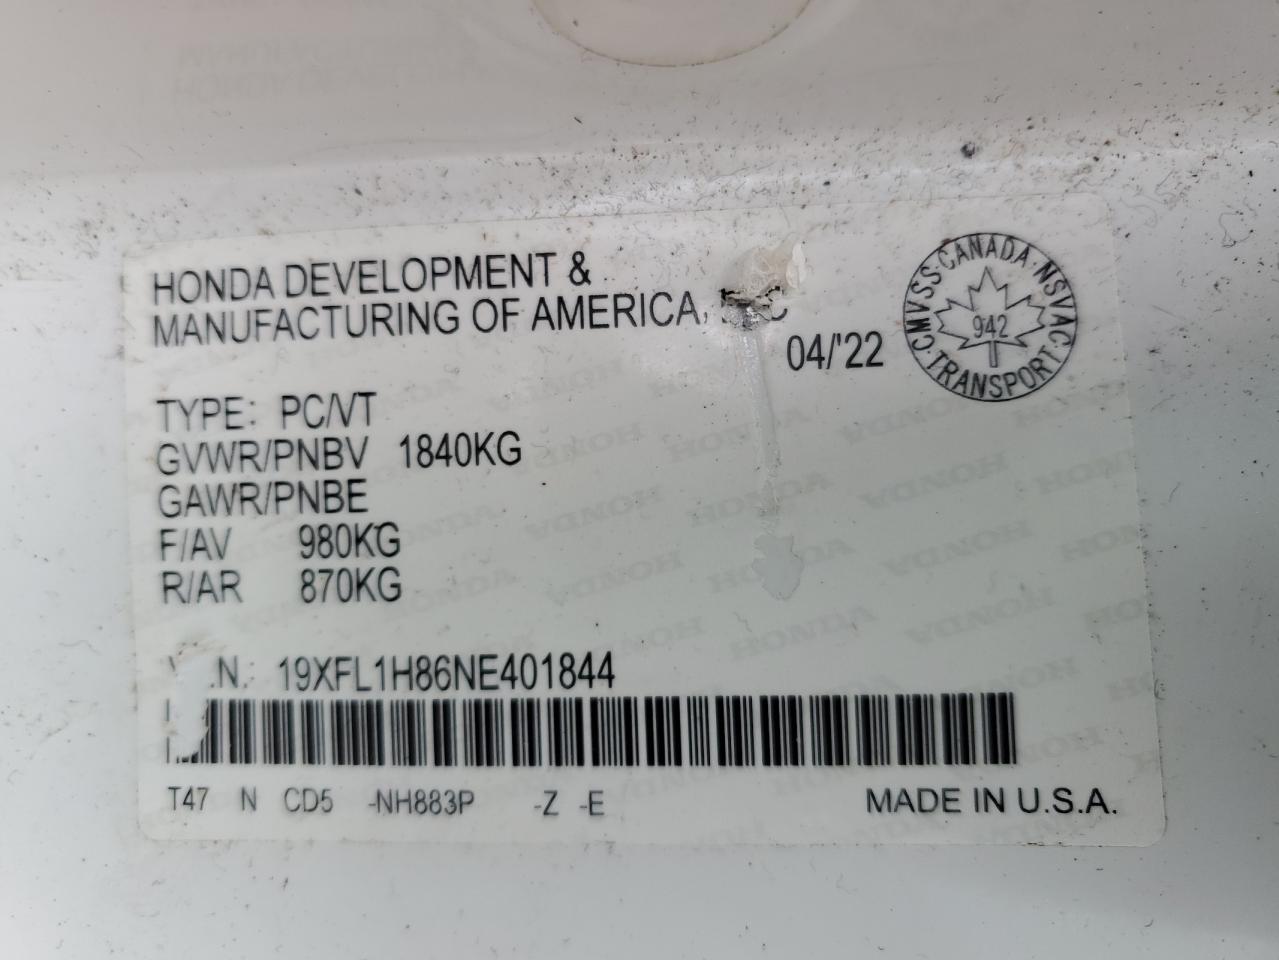 HONDA DEVELOPMENT &
MANUFACTURING OF AMERICA,
04/'22
CMVSS·CANADA·NSVAC·TRANSPORT·
942
TYPE: PC/VT
GVWR/PNBV 1840KG
GAWR/PNBE
F/AV 980KG
R/AR 870KG
.N.: 19XFL1H86NE401844
T47 N CD5 -NH883P -Z -E
MADE IN U.S.A.